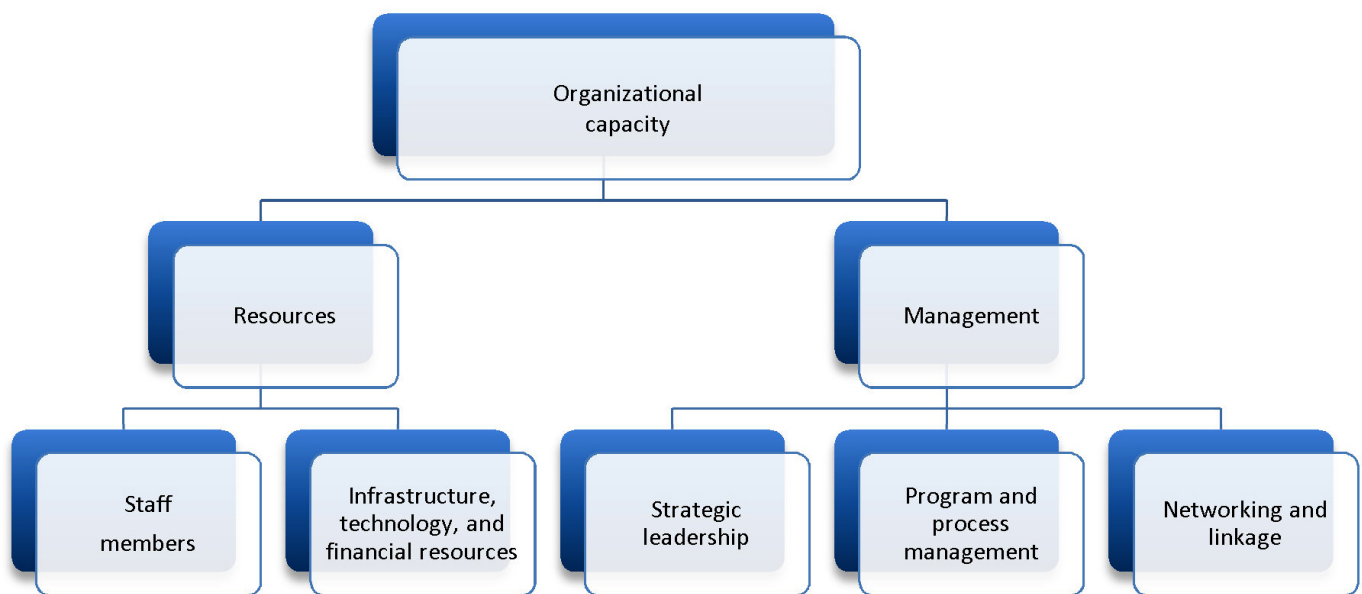 Organizational
capacity
Resources
Management
Staff
members
Infrastructure,
technology, and
financial resources
Strategic
leadership
Program and
process
management
Networking and
linkage